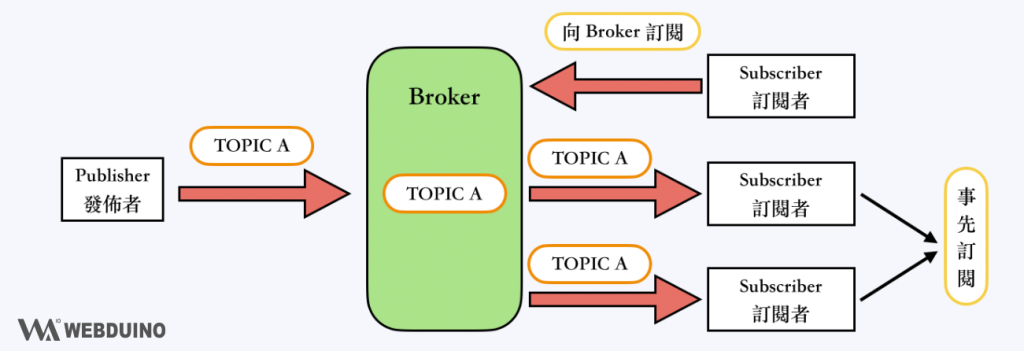 向 Broker 訂閱
Subscriber
訂閱者
Broker
TOPIC A
Publisher
發佈者
TOPIC A
TOPIC A
Subscriber
訂閱者
事先訂閱
TOPIC A
Subscriber
訂閱者
WEBDUINO